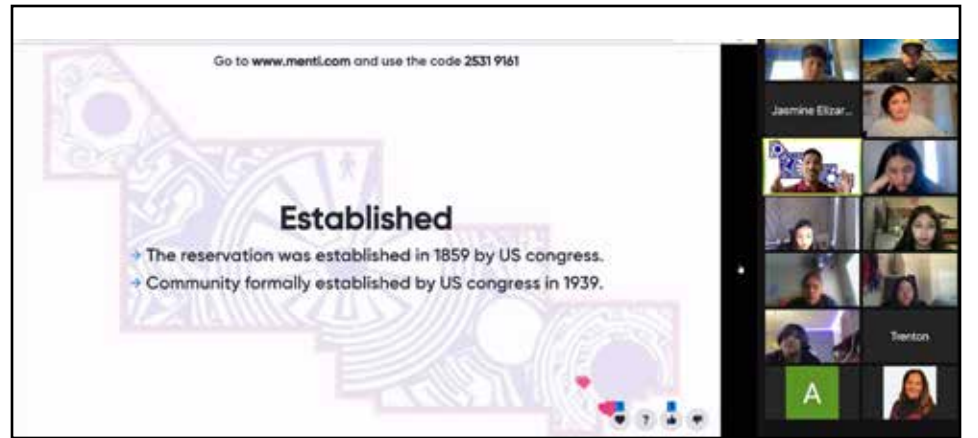 Go to www.menti.com and use the code 2531 9161
Established
→ The reservation was established in 1859 by US congress.
→ Community formally established by US congress in 1939.
Jasmine Elizar...
Trenton
A
?